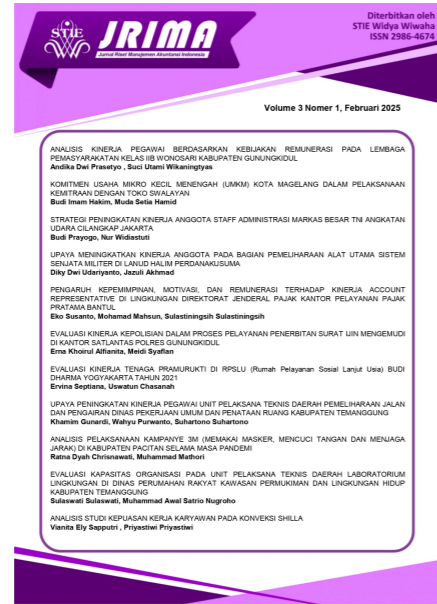 Diterbitkan oleh
STIE Widya Wiwaha
ISSN 2986-4674
STIE
JRIMA
Jurnal Riset Manajemen Akuntansi Indonesia
Volume 3 Nomer 1, Februari 2025
ANALISIS KINERJA PEGAWAI BERDASARKAN KEBIJAKAN REMUNERASI PADA LEMBAGA
PEMASYARAKATAN KELAS IIB WONOSARI KABUPATEN GUNUNGKIDUL
Andika Dwi Prasetyo , Suci Utami Wikaningtyas
KOMITMEN USAHA MIKRO KECIL MENENGAH (UMKM) KOTA MAGELANG DALAM PELAKSANAAN
KEMITRAAN DENGAN TOKO SWALAYAN
Budi Imam Hakim, Muda Setia Hamid
STRATEGI PENINGKATAN KINERJA ANGGOTA STAFF ADMINISTRASI MARKAS BESAR TNI ANGKATAN
UDARA CILANGKAP JAKARTA
Budi Prayogo, Nur Widiastuti
UPAYA MENINGKATKAN KINERJA ANGGOTA PADA BAGIAN PEMELIHARAAN ALAT UTAMA SISTEM
SENJATA MILITER DI LANUD HALIM PERDANAKUSUMA
Diky Dwi Udariyanto, Jazuli Akhmad
PENGARUH KEPEMIMPINAN, MOTIVASI, DAN REMUNERASI TERHADAP KINERJA ACCOUNT
REPRESENTATIVE DI LINGKUNGAN DIREKTORAT JENDERAL PAJAK KANTOR PELAYANAN PAJAK
PRATAMA BANTUL
Eko Susanto, Mohamad Mahsun, Sulastiningsih Sulastiningsih
EVALUASI KINERJA KEPOLISIAN DALAM PROSES PELAYANAN PENERBITAN SURAT IJIN MENGEMUDI
DI KANTOR SATLANTAS POLRES GUNUNGKIDUL
Erna Khoirul Alfianita, Meidi Syaflan
EVALUASI KINERJA TENAGA PRAMURUKTI DI RPSLU (Rumah Pelayanan Sosial Lanjut Usia) BUDI
DHARMA YOGYAKARTA TAHUN 2021
Ervina Septiana, Uswatun Chasanah
UPAYA PENINGKATAN KINERJA PEGAWAI UNIT PELAKSANA TEKNIS DAERAH PEMELIHARAAN JALAN
DAN PENGAIRAN DINAS PEKERJAAN UMUM DAN PENATAAN RUANG KABUPATEN TEMANGGUNG
Khamim Gunardi, Wahyu Purwanto, Suhartono Suhartono
ANALISIS PELAKSANAAN KAMPANYE 3M (MEMAKAI MASKER, MENCUCI TANGAN DAN MENJAGA
JARAK) DI KABUPATEN PACITAN SELAMA MASA PANDEMI
Ratna Dyah Chrisnawati, Muhammad Mathori
EVALUASI KAPASITAS ORGANISASI PADA UNIT PELAKSANA TEKNIS DAERAH LABORATORIUM
LINGKUNGAN DI DINAS PERUMAHAN RAKYAT KAWASAN PERMUKIMAN DAN LINGKUNGAN HIDUP
KABUPATEN TEMANGGUNG
Sulaswati Sulaswati, Muhammad Awal Satrio Nugroho
ANALISIS STUDI KEPUASAN KERJA KARYAWAN PADA KONVEKSI SHILLA
Vianita Ely Sapputri , Priyastiwi Priyastiwi